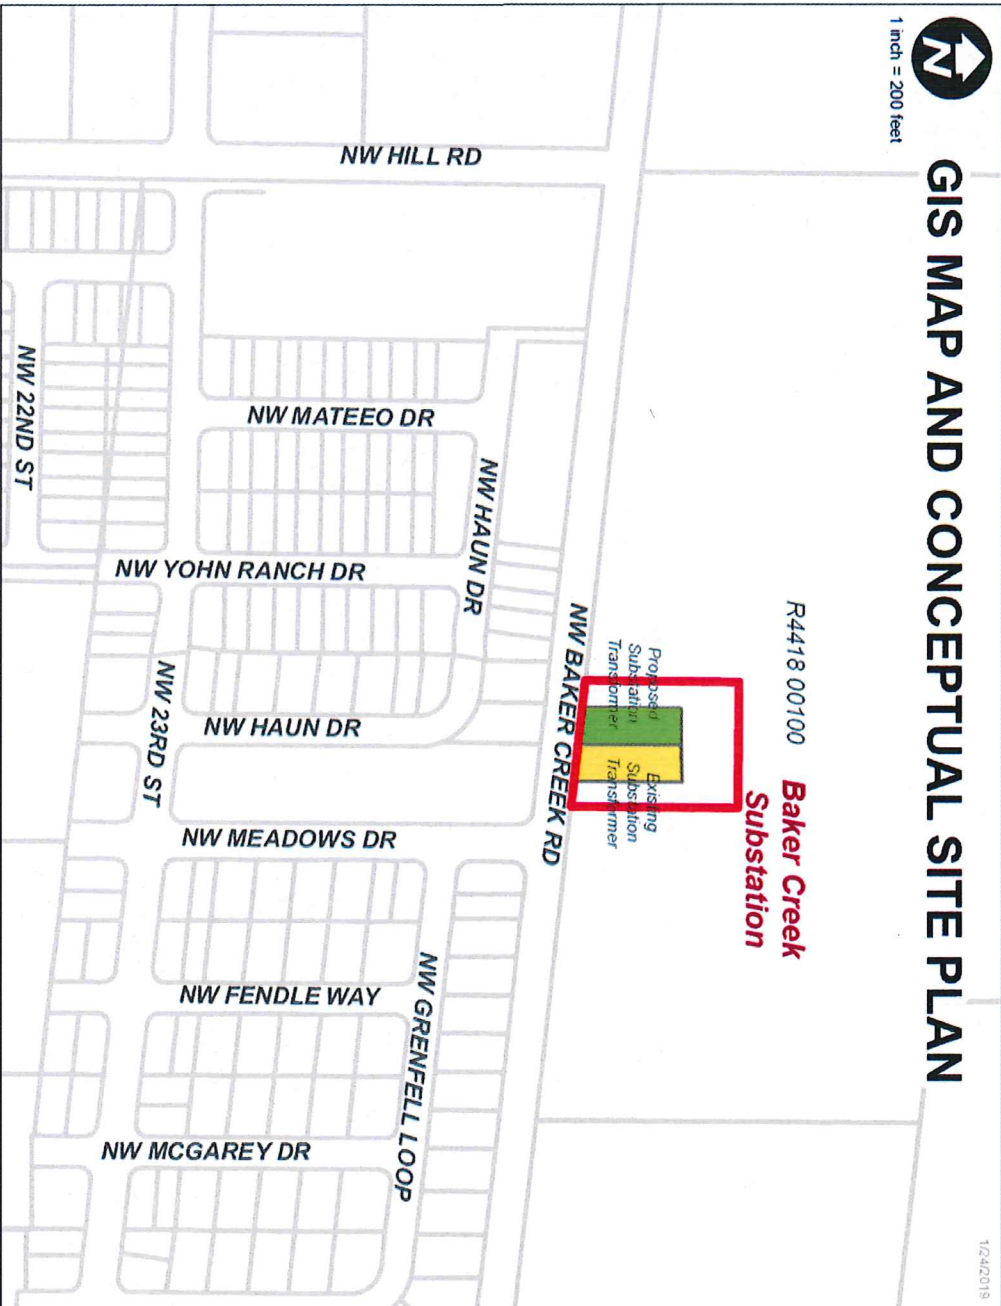 GIS MAP AND CONCEPTUAL SITE PLAN
1/24/2019
N
1 inch = 200 feet
R4418 00100
Baker Creek
Substation
Proposed
Substation
Transformer
Existing
Substation
Transformer
NW BAKER CREEK RD
NW HILL RD
NW HAUN DR
NW MATEEO DR
NW YOHN RANCH DR
NW HAUN DR
NW MEADOWS DR
NW GRENFELL LOOP
NW FENDLE WAY
NW MCGAREY DR
NW 23RD ST
NW 22ND ST